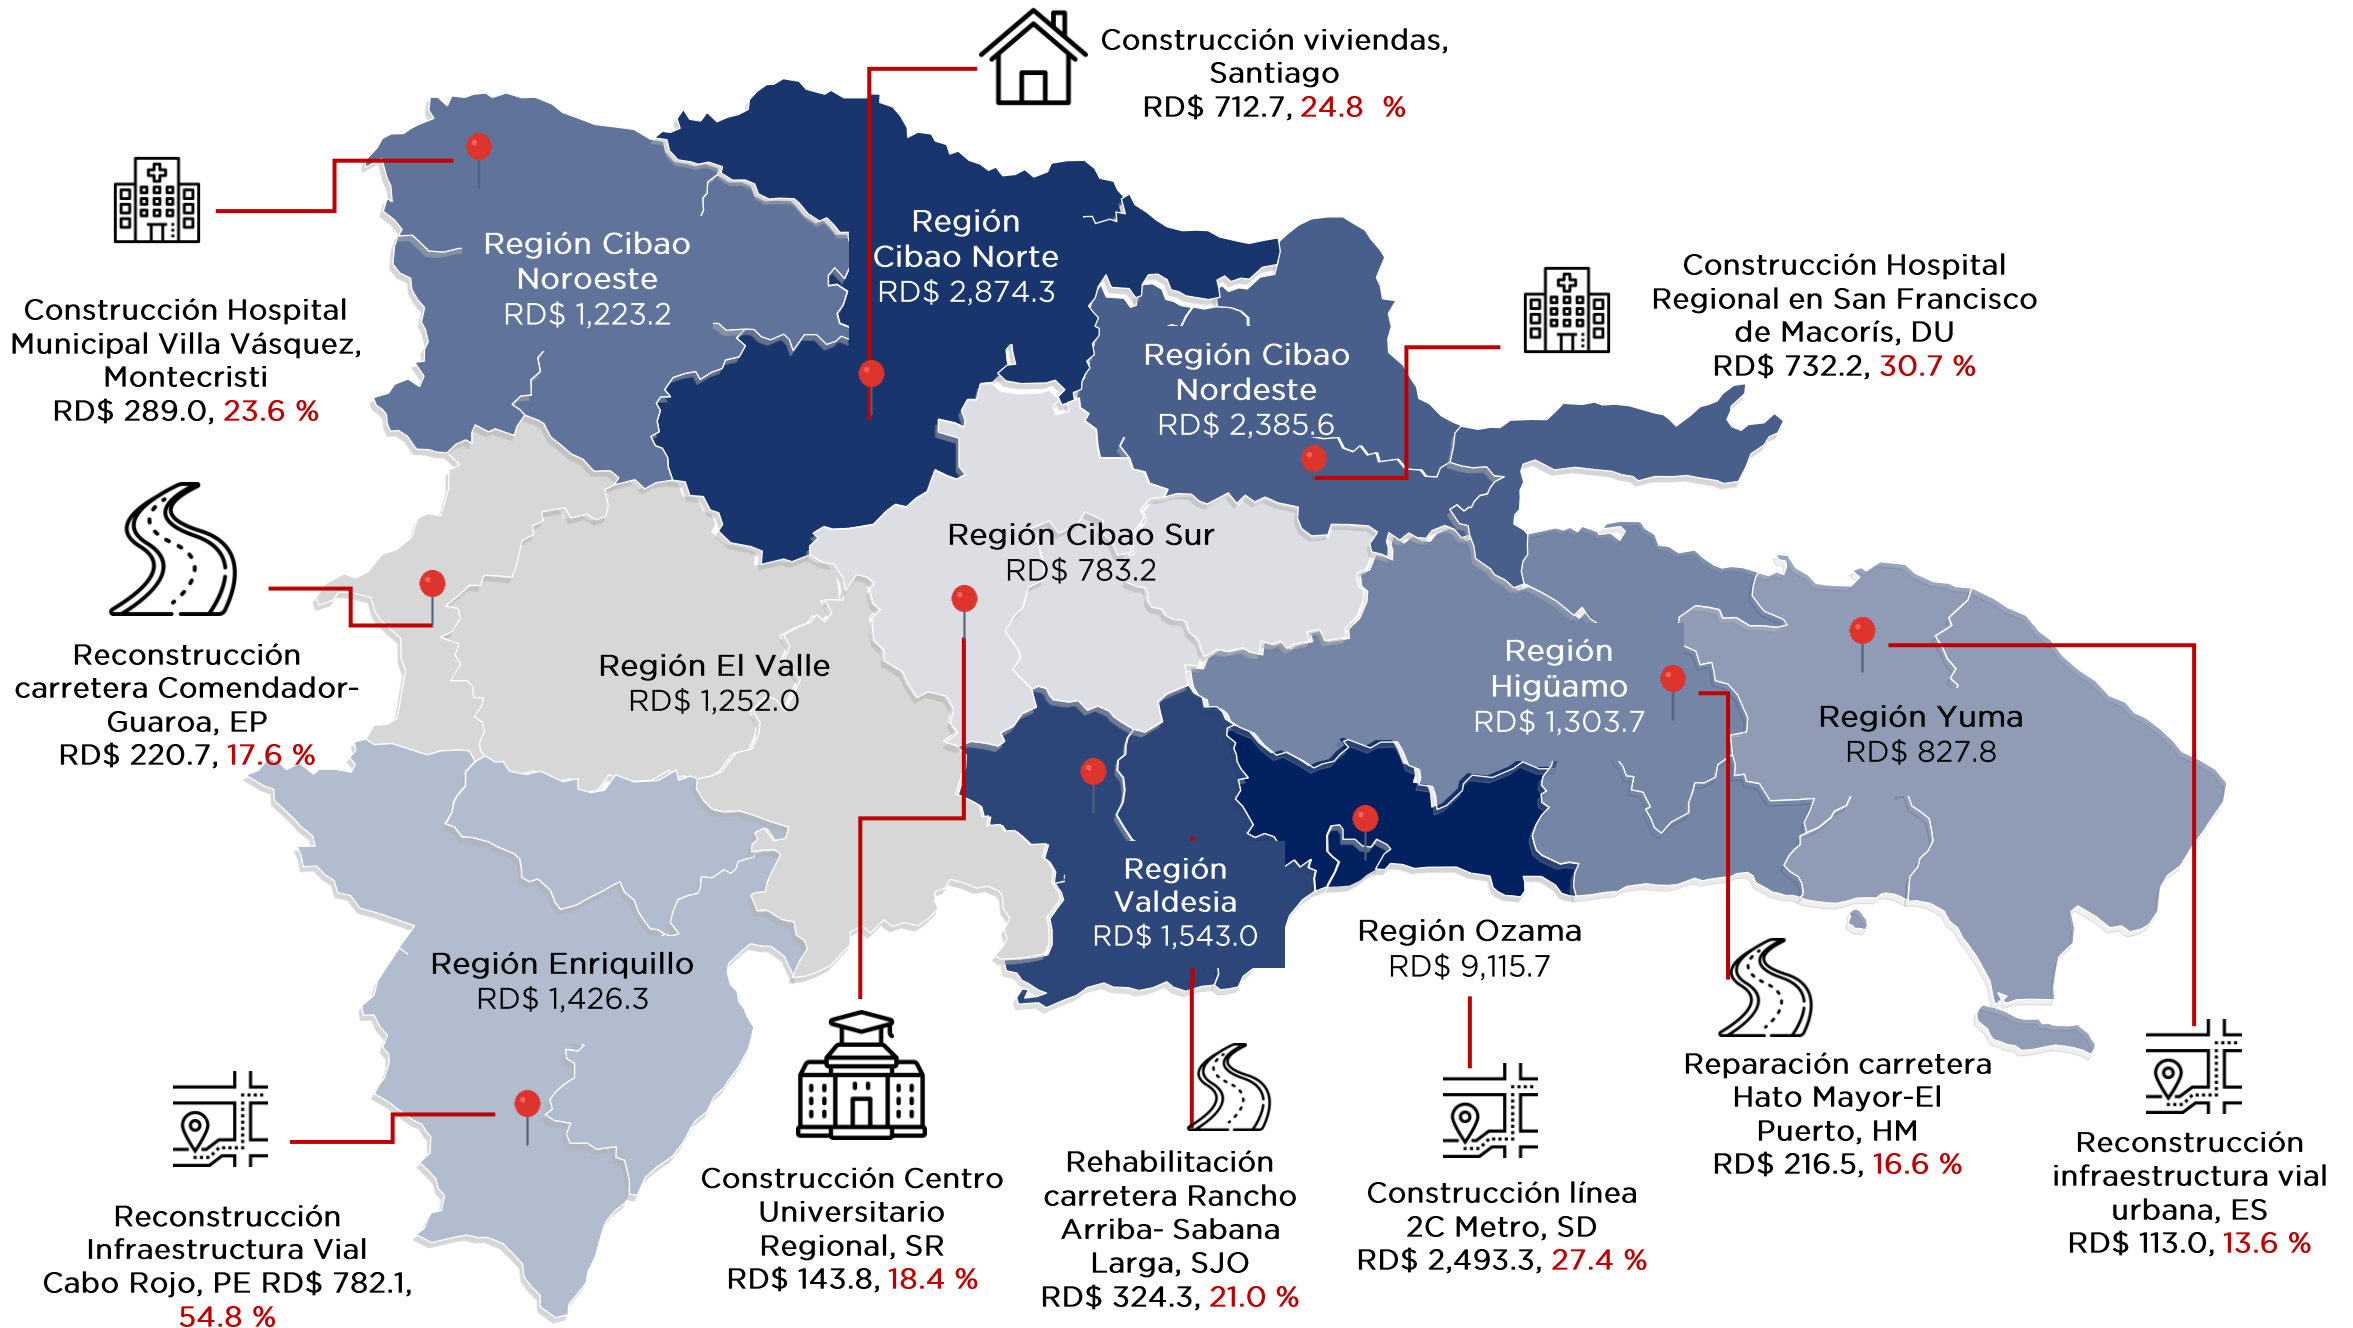 Construcción viviendas,
Santiago
RD$ 712.7, 24.8 %
Región
Cibao Norte
RD$ 2,874.3
Región Cibao
Noroeste
RD$ 1,223.2
Construcción Hospital
Municipal Villa Vásquez,
Montecristi
RD$ 289.0, 23.6 %
Construcción Hospital
Regional en San Francisco
de Macorís, DU
RD$ 732.2, 30.7 %
Región Cibao
Nordeste
RD$ 2,385.6
Región Cibao Sur
RD$ 783.2
Reconstrucción
carretera Comendador-
Guaroa, EP
RD$ 220.7, 17.6 %
Región El Valle
RD$ 1,252.0
Región
Higüamo
RD$ 1,303.7
Región Yuma
RD$ 827.8
Región
Valdesia
RD$ 1,543.0
Región Ozama
RD$ 9,115.7
Región Enriquillo
RD$ 1,426.3
Reconstrucción
Infraestructura Vial
Cabo Rojo, PE RD$ 782.1,
54.8 %
Construcción Centro
Universitario
Regional, SR
RD$ 143.8, 18.4 %
Rehabilitación
carretera Rancho
Arriba- Sabana
Larga, SJO
RD$ 324.3, 21.0 %
Construcción línea
2C Metro, SD
RD$ 2,493.3, 27.4 %
Reparación carretera
Hato Mayor-El
Puerto, HM
RD$ 216.5, 16.6 %
Reconstrucción
infraestructura vial
urbana, ES
RD$ 113.0, 13.6 %